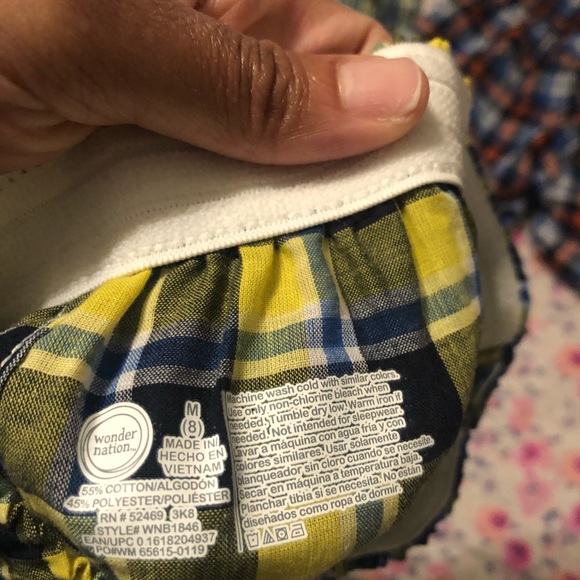 wonder
nation™
M
(8)
MADE IN/
HECHO EN
VIETNAM
55% COTTON/ALGODÓN
45% POLYESTER/POLIÉSTER
RN # 52469 3K8
STYLE# WNB1846
EAN/UPC 0 1618204937
PO#WM 65615-0119
Machine wash cold with similar colors.
Use only non-chlorine bleach when
needed. Tumble dry low. Warm iron if
needed. Not intended for sleepwear.
Lavar a máquina con agua fria y con
colores similares. Usar solamente
blanqueador, sin cloro cuando se necesite.
Secar en máquina a temperatura baja.
Planchar tibia si se necesita. No están
diseñados como ropa de dormir.